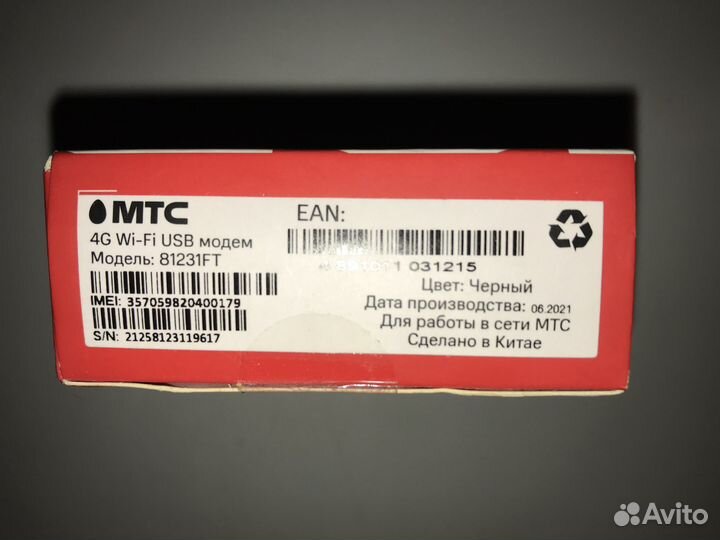 МТС
4G Wi-Fi USB модем
Модель: 81231FT
IMEI: 357059820400179
S/N: 21258123119617
EAN:
031215
Цвет: Черный
Дата производства: 06.2021
Для работы в сети МТС
Сделано в Китае
Avito